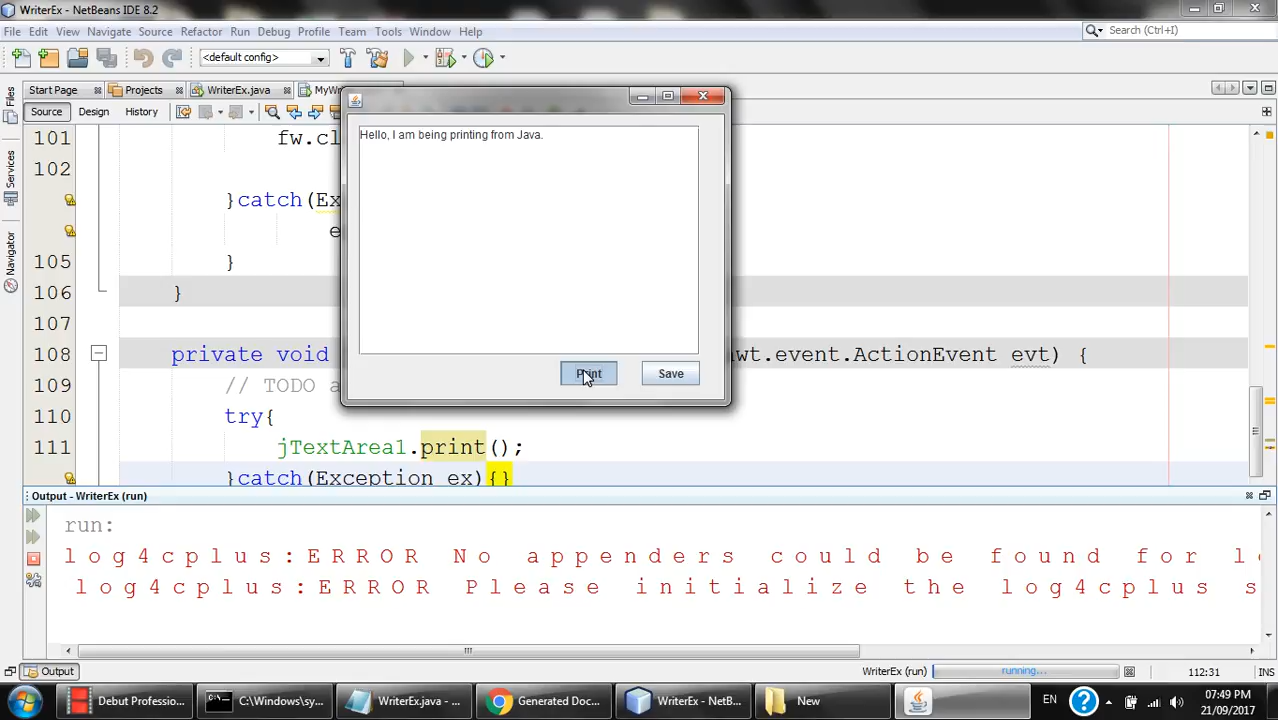 WriterEx - NetBeans IDE 8.2
File Edit View Navigate Source Refactor Run Debug Profile Team Tools Window Help
Search (Ctrl+I)
<default config>
Start Page Projects WriterEx.java MyWr
Source Design History
Files
Services
Navigator
Hello, I am being printing from Java.
Print Save
101 fw.cl
102
}catch(Ex
e
105 }
106 }
107
108 private void wt.event.ActionEvent evt) {
109 // TODO a
110 try{
111 jTextArea1.print();
}catch(Exception ex){}
Output - WriterEx (run)
run:
log4cplus:ERROR No appenders could be found for lo
log4cplus:ERROR Please initialize the log4cplus s
Output WriterEx (run) running... 112:31 INS
Debut Professio... C:\Windows\sy... WriterEx.java - ... Generated Doc... WriterEx - NetB... New EN 07:49 PM
21/09/2017